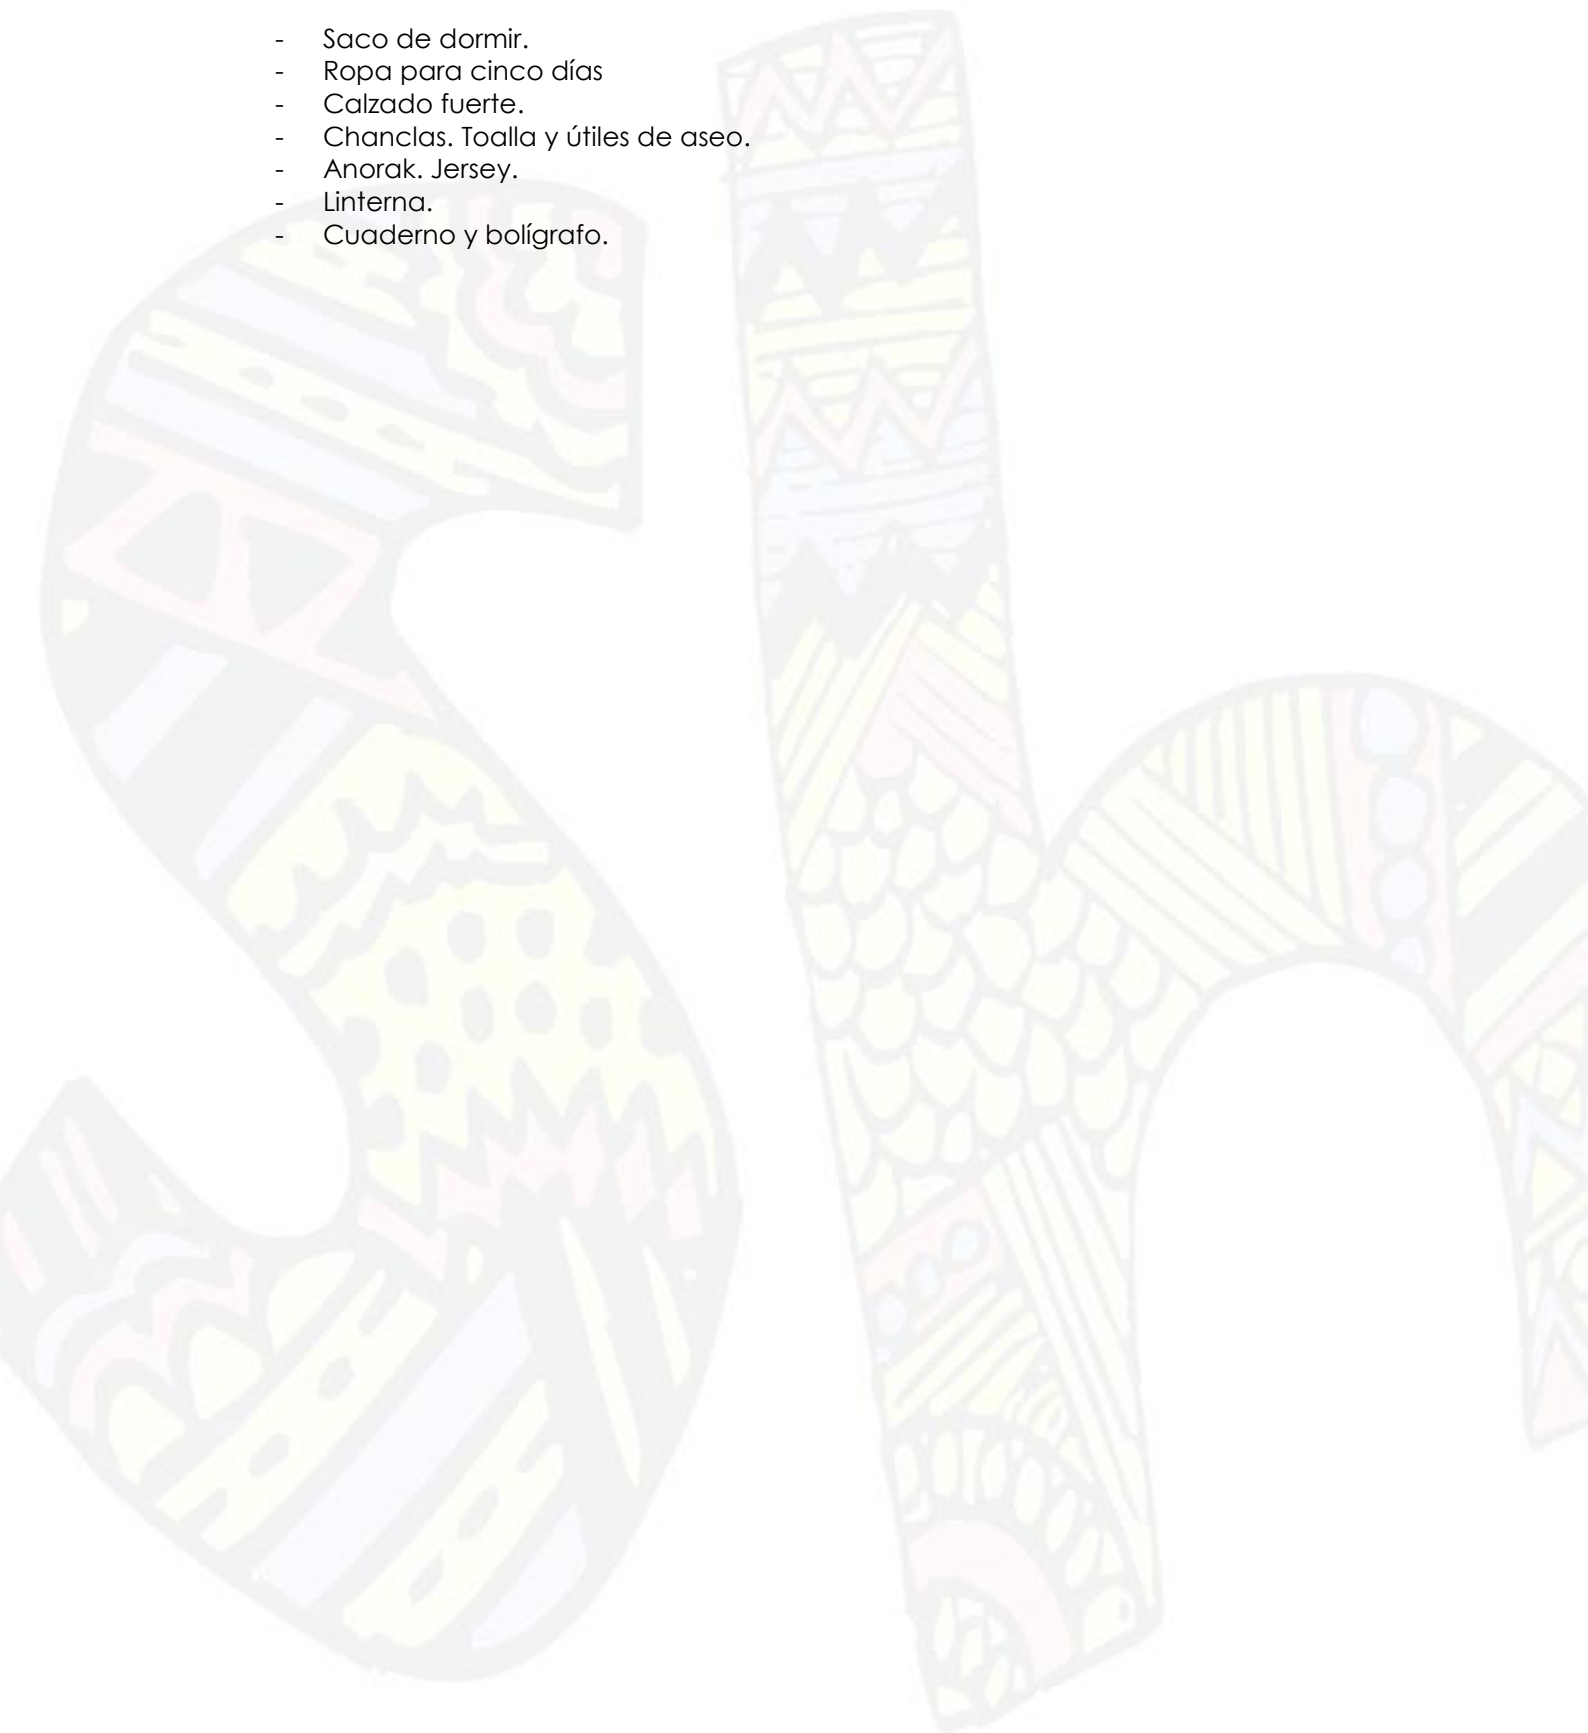 - Saco de dormir.
- Ropa para cinco días
- Calzado fuerte.
- Chanclas. Toalla y útiles de aseo.
- Anorak. Jersey.
- Linterna.
- Cuaderno y bolígrafo.
Sh